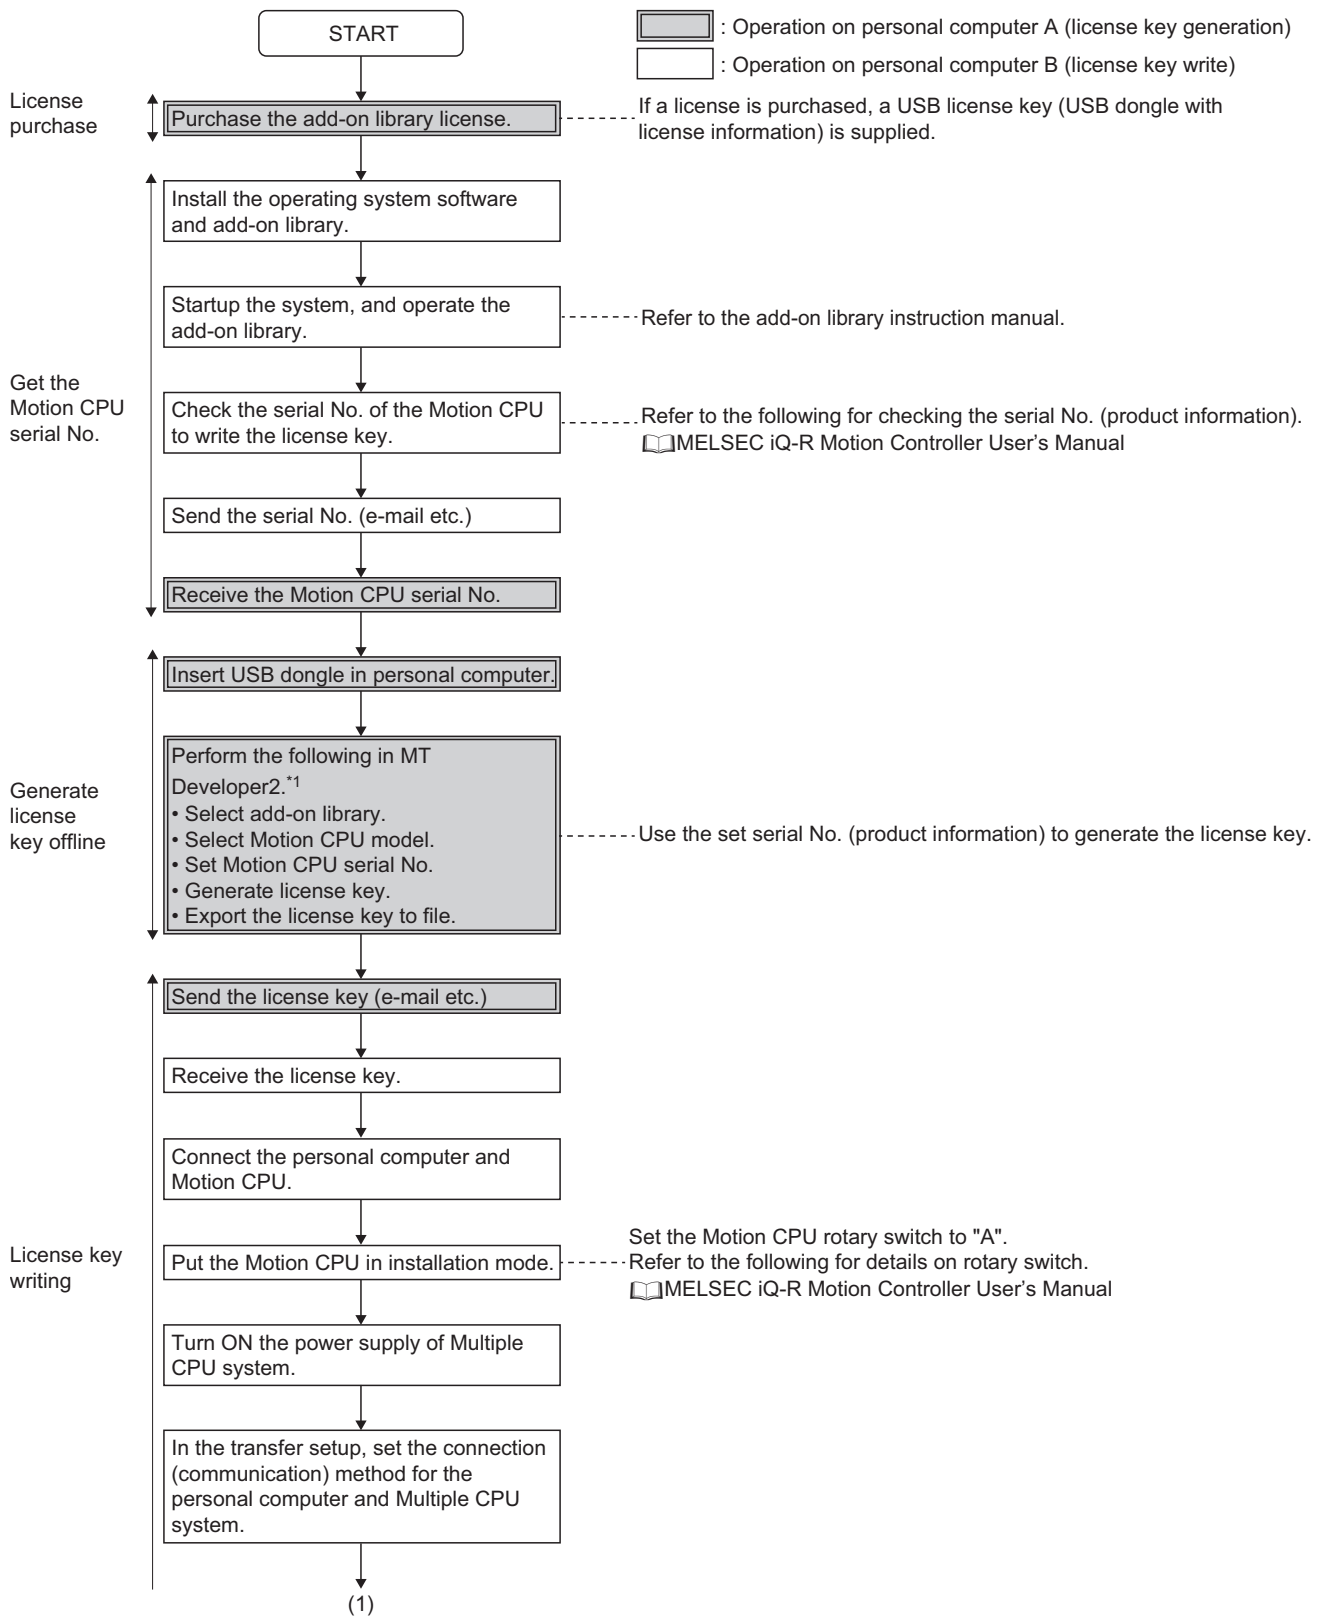 START
: Operation on personal computer A (license key generation)
: Operation on personal computer B (license key write)
License
purchase
Purchase the add-on library license.
If a license is purchased, a USB license key (USB dongle with
license information) is supplied.
Install the operating system software
and add-on library.
Startup the system, and operate the
add-on library.
Refer to the add-on library instruction manual.
Get the
Motion CPU
serial No.
Check the serial No. of the Motion CPU
to write the license key.
Refer to the following for checking the serial No. (product information).
MELSEC iQ-R Motion Controller User's Manual
Send the serial No. (e-mail etc.)
Receive the Motion CPU serial No.
Insert USB dongle in personal computer.
Generate
license
key offline
Perform the following in MT
Developer2.*1
• Select add-on library.
• Select Motion CPU model.
• Set Motion CPU serial No.
• Generate license key.
• Export the license key to file.
Use the set serial No. (product information) to generate the license key.
Send the license key (e-mail etc.)
Receive the license key.
Connect the personal computer and
Motion CPU.
License key
writing
Put the Motion CPU in installation mode.
Set the Motion CPU rotary switch to "A".
Refer to the following for details on rotary switch.
MELSEC iQ-R Motion Controller User's Manual
Turn ON the power supply of Multiple
CPU system.
In the transfer setup, set the connection
(communication) method for the
personal computer and Multiple CPU
system.
(1)